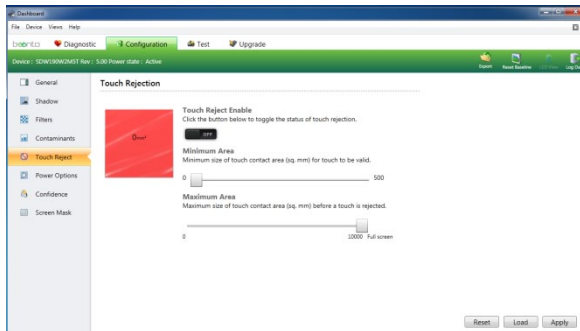 Dashboard
File Device Views Help
baanto Diagnostic Configuration Test Upgrade
Device : SDW190W2MST Rev : 5.00 Power state : Active
Export Reset Baseline LED View Log Out
General
Shadow
Filters
Contaminants
Touch Reject
Power Options
Confidence
Screen Mask
Touch Rejection
0mm²
Touch Reject Enable
Click the button below to toggle the status of touch rejection.
OFF
Minimum Area
Minimum size of touch contact area (sq. mm) for touch to be valid.
0 500
Maximum Area
Maximum size of touch contact area (sq. mm) before a touch is rejected.
0 10000 Full screen
Reset Load Apply